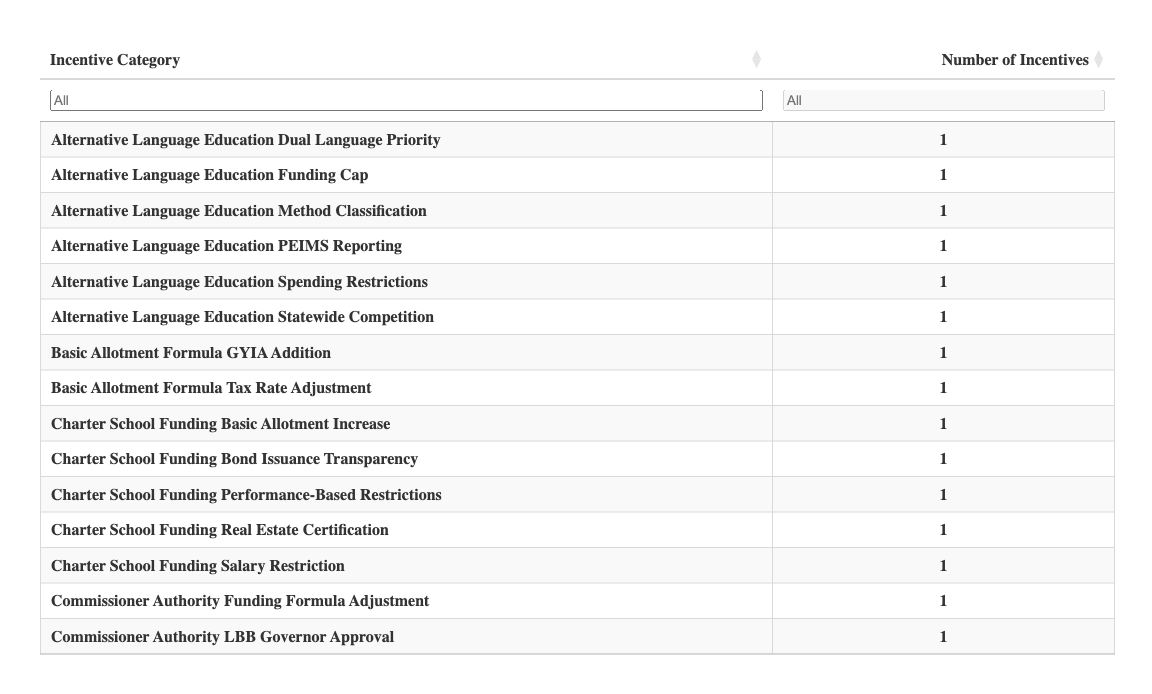 Incentive Category Number of Incentives
All All
Alternative Language Education Dual Language Priority 1
Alternative Language Education Funding Cap 1
Alternative Language Education Method Classification 1
Alternative Language Education PEIMS Reporting 1
Alternative Language Education Spending Restrictions 1
Alternative Language Education Statewide Competition 1
Basic Allotment Formula GYIA Addition 1
Basic Allotment Formula Tax Rate Adjustment 1
Charter School Funding Basic Allotment Increase 1
Charter School Funding Bond Issuance Transparency 1
Charter School Funding Performance-Based Restrictions 1
Charter School Funding Real Estate Certification 1
Charter School Funding Salary Restriction 1
Commissioner Authority Funding Formula Adjustment 1
Commissioner Authority LBB Governor Approval 1